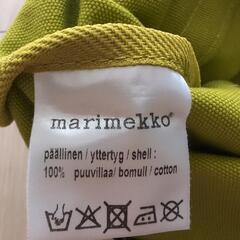 marimekko®
päällinen / yttertyg / shell :
100% puuvillaa / bomull / cotton